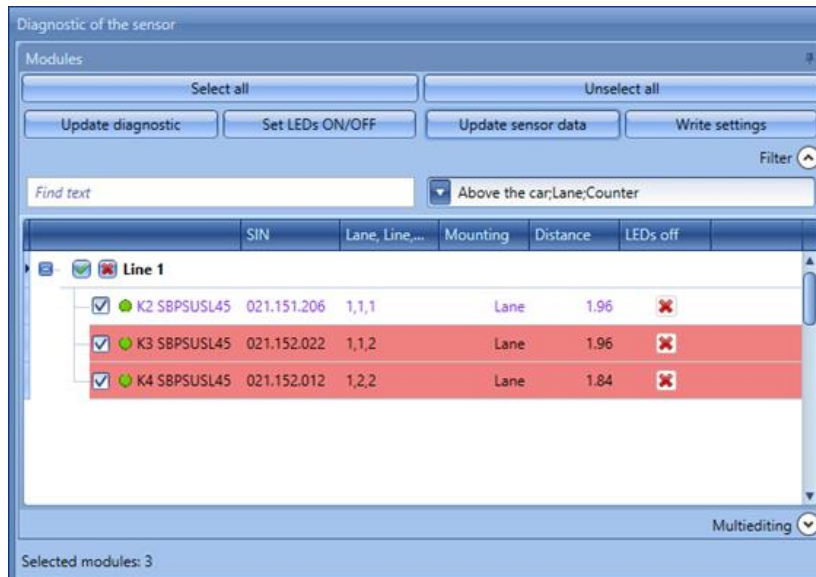 Diagnostic of the sensor
Modules
Select all Unselect all
Update diagnostic Set LEDs ON/OFF Update sensor data Write settings
Filter
Find text Above the car;Lane;Counter
SIN Lane, Line,... Mounting Distance LEDs off
Line 1
K2 SBPSUSL45 021.151.206 1,1,1 Lane 1.96
K3 SBPSUSL45 021.152.022 1,1,2 Lane 1.96
K4 SBPSUSL45 021.152.012 1,2,2 Lane 1.84
Multiediting
Selected modules: 3